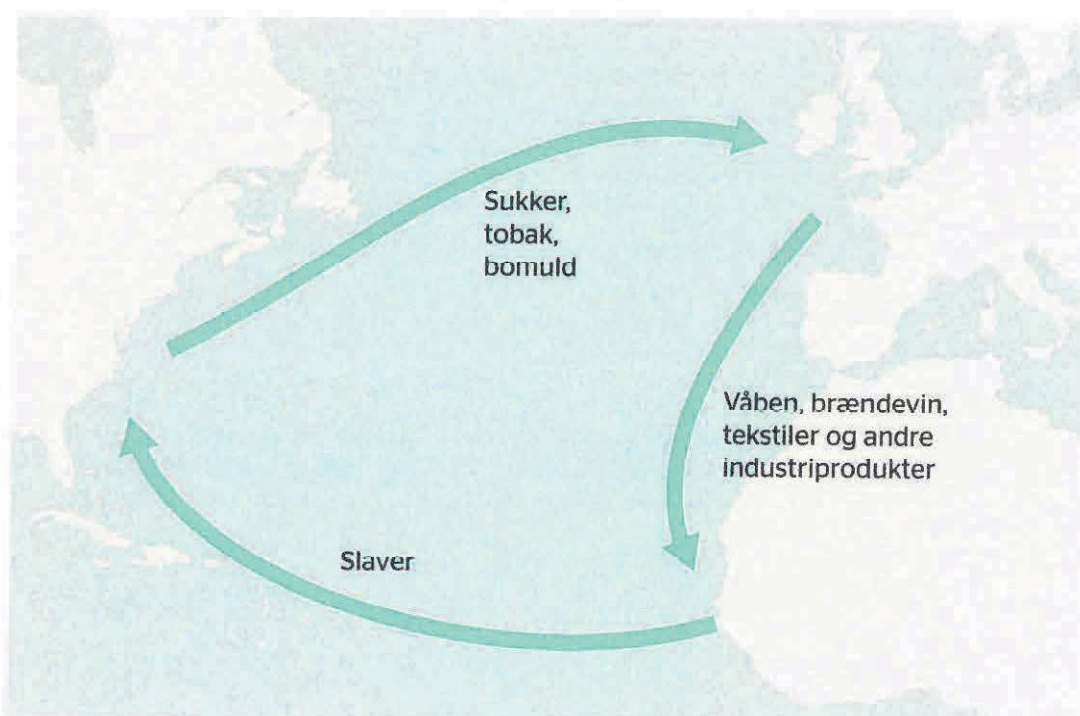 Sukker,
tobak,
bomuld
Våben, brændevin,
tekstiler og andre
industriprodukter
Slaver